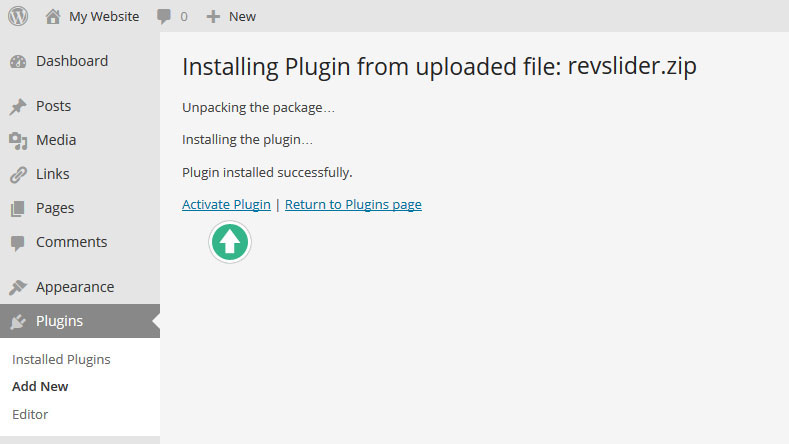 My Website 0 New
Dashboard
Posts
Media
Links
Pages
Comments
Appearance
Plugins
Installed Plugins
Add New
Editor
Installing Plugin from uploaded file: revslider.zip
Unpacking the package…
Installing the plugin…
Plugin installed successfully.
Activate Plugin | Return to Plugins page